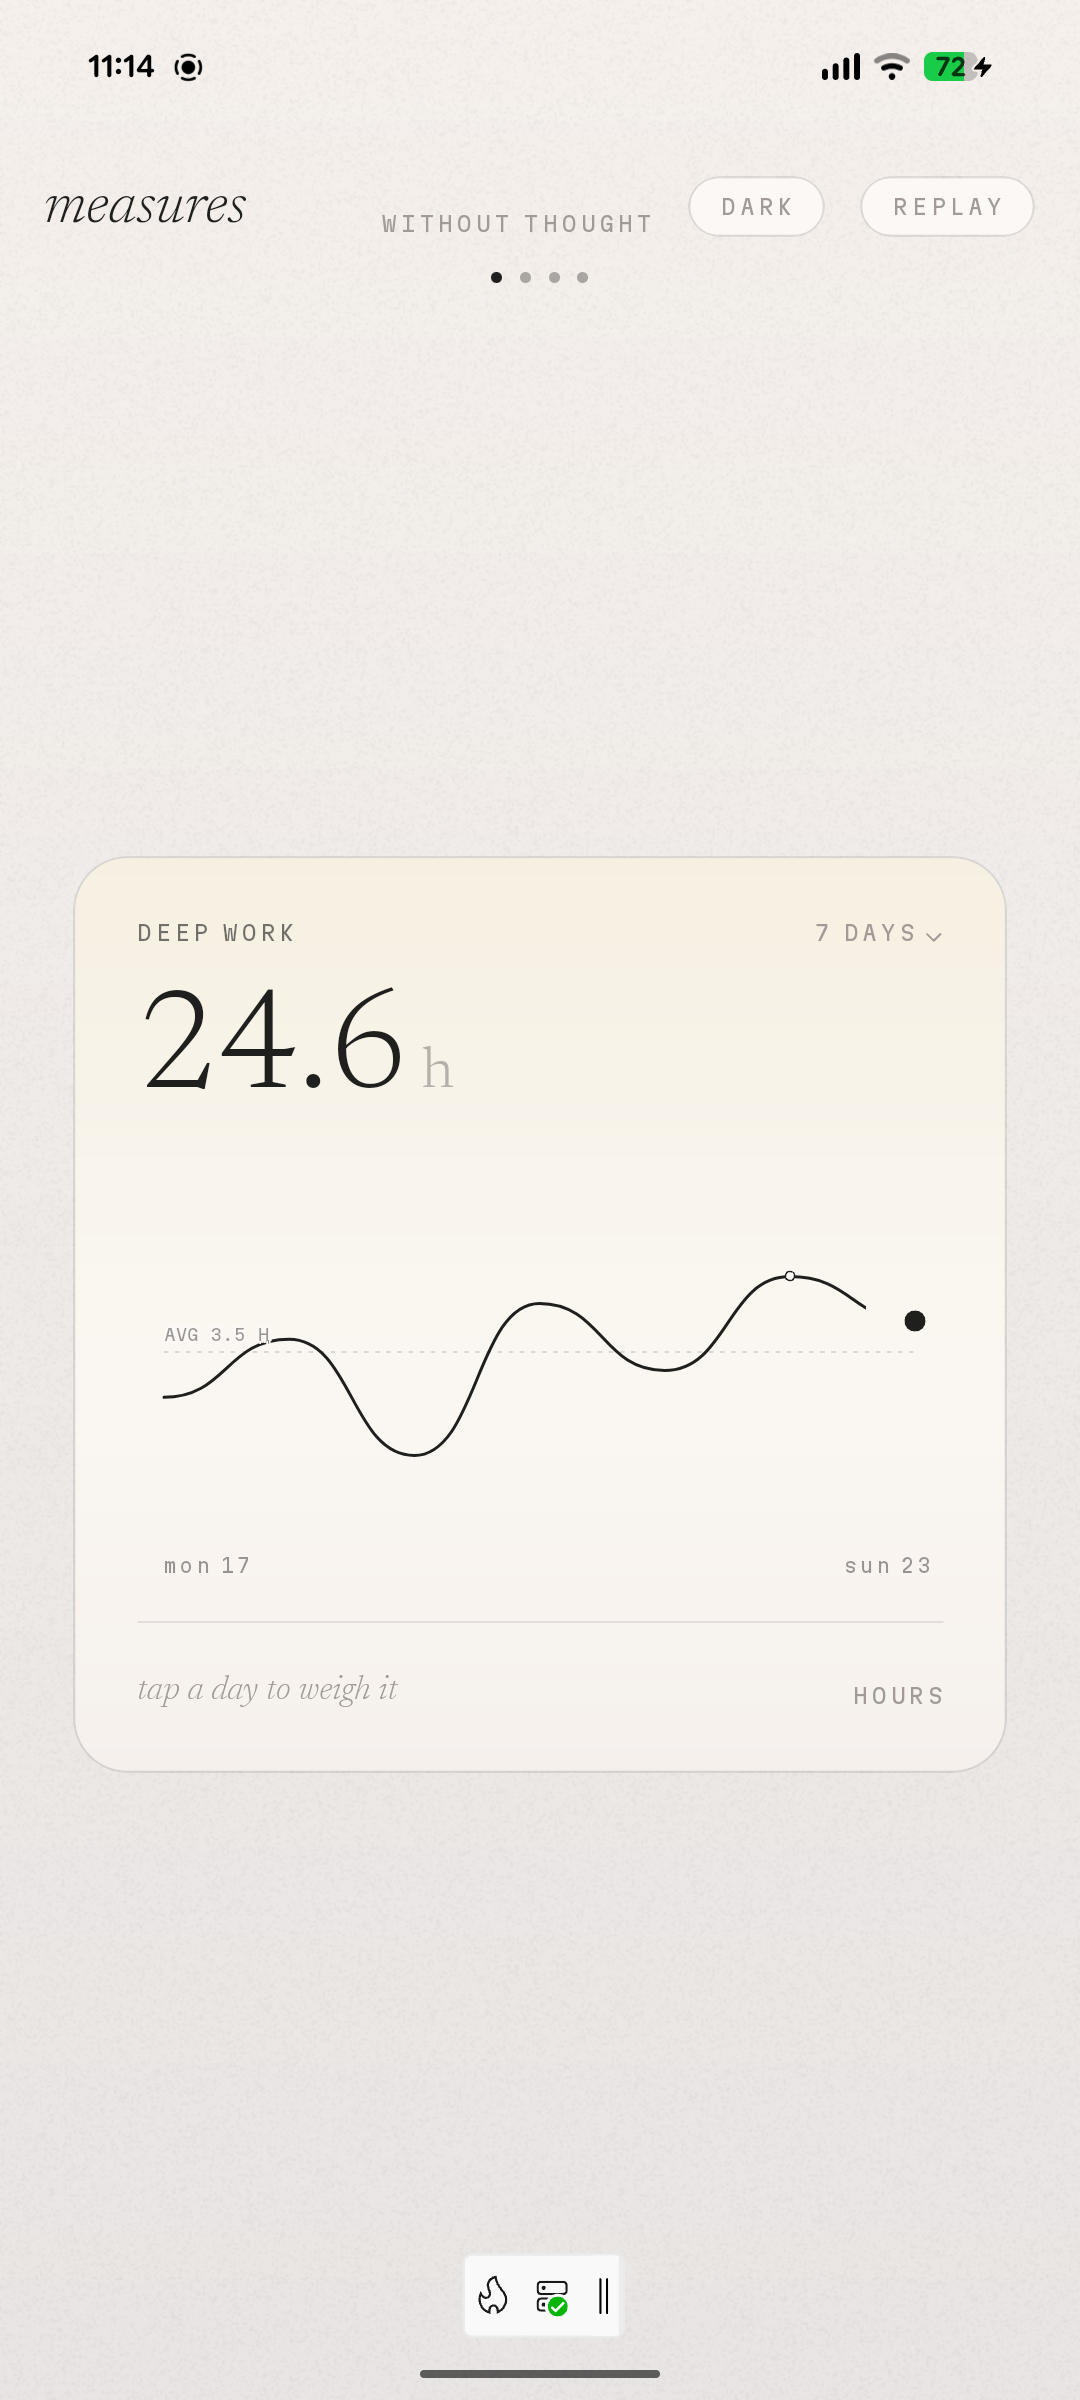 11:14
72
measures
WITHOUT THOUGHT
DARK
REPLAY
DEEP WORK
7 DAYS
24.6 h
AVG 3.5 H
mon 17
sun 23
tap a day to weigh it
HOURS